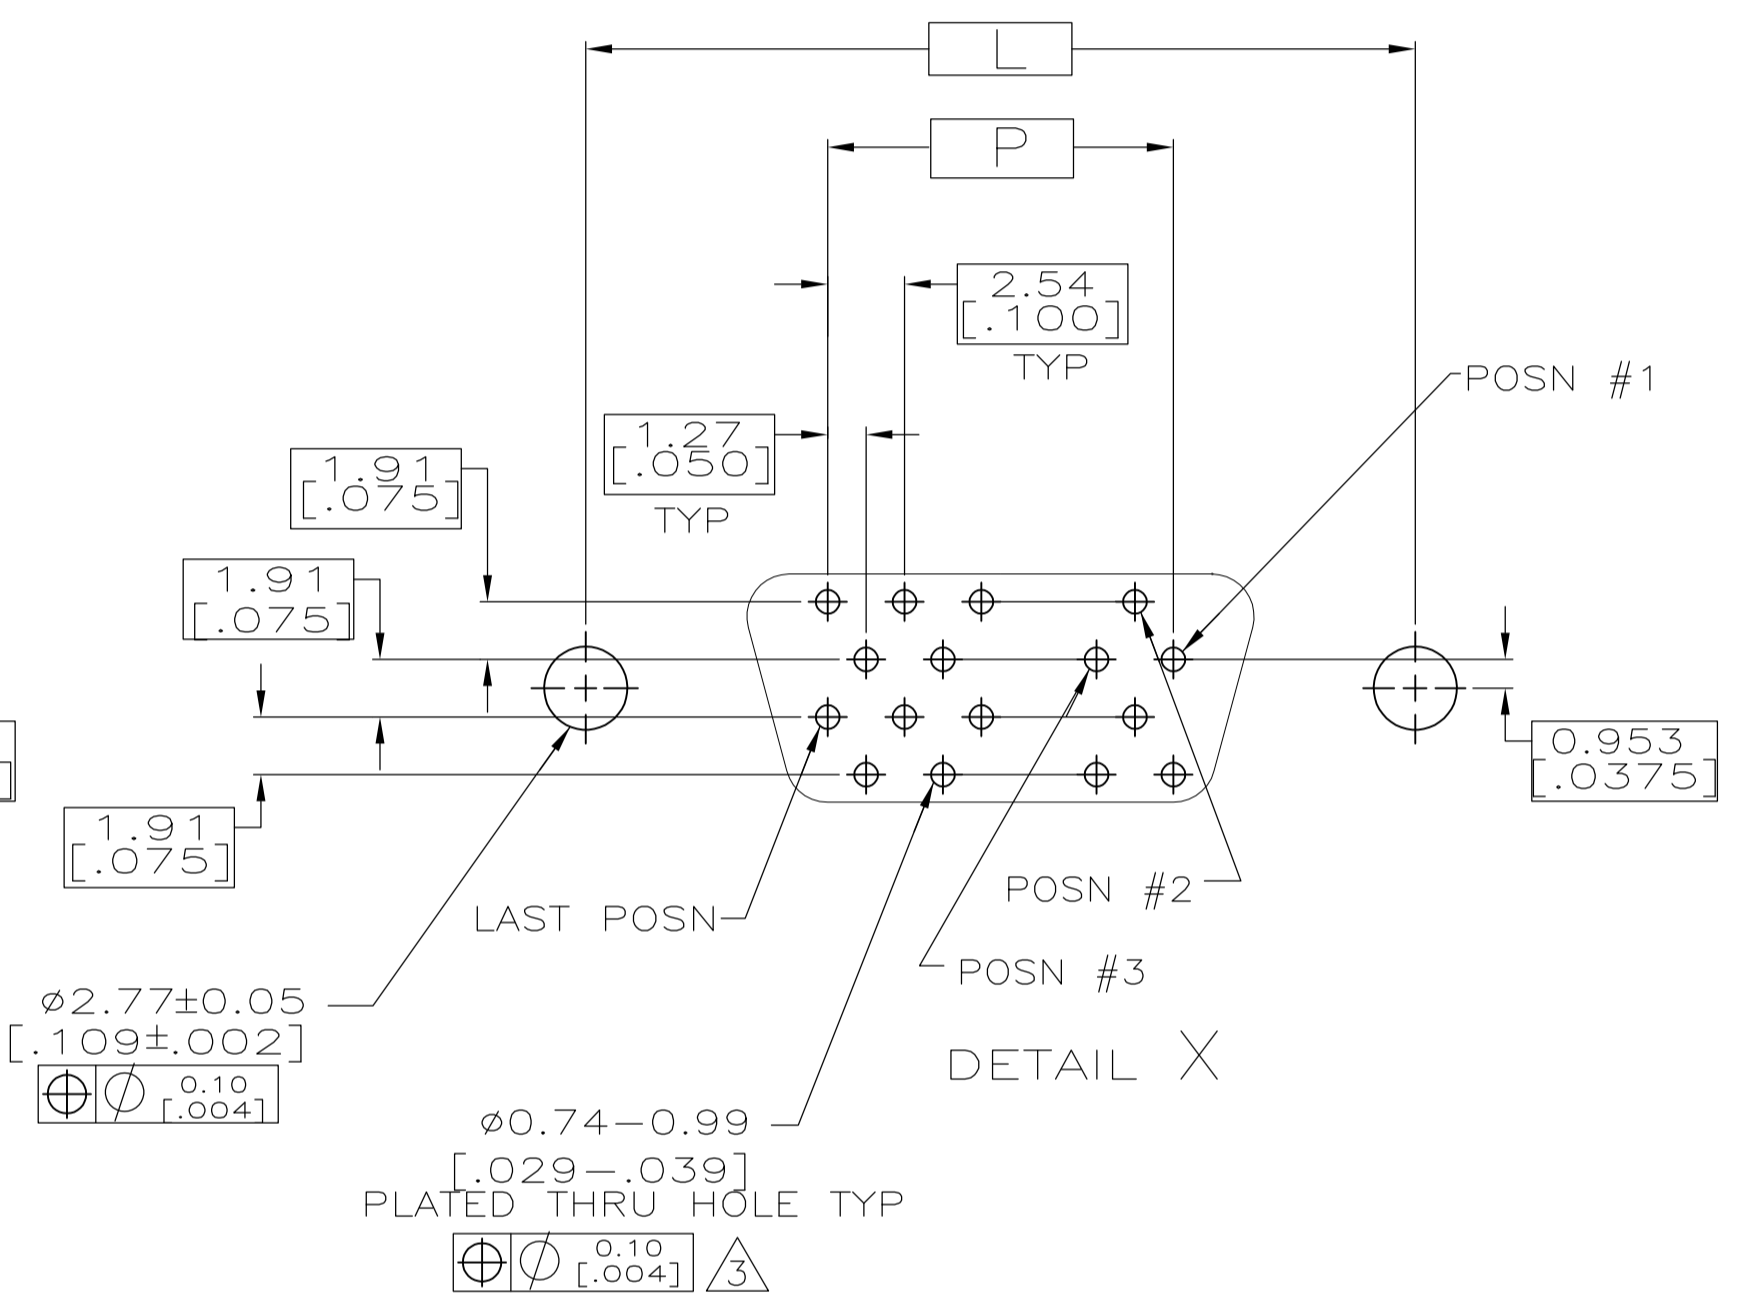 L
P
2.54
[.100]
TYP
POSN #1
1.27
[.050]
TYP
1.91
[.075]
1.91
[.075]
0.953
[.0375]
1.91
[.075]
POSN #2
LAST POSN
POSN #3
ø2.77±0.05
[.109±.002]
⌖ ⌀ 0.10
[.004]
DETAIL X
ø0.74-0.99
[.029-.039]
PLATED THRU HOLE TYP
⌖ ⌀ 0.10
[.004]
3